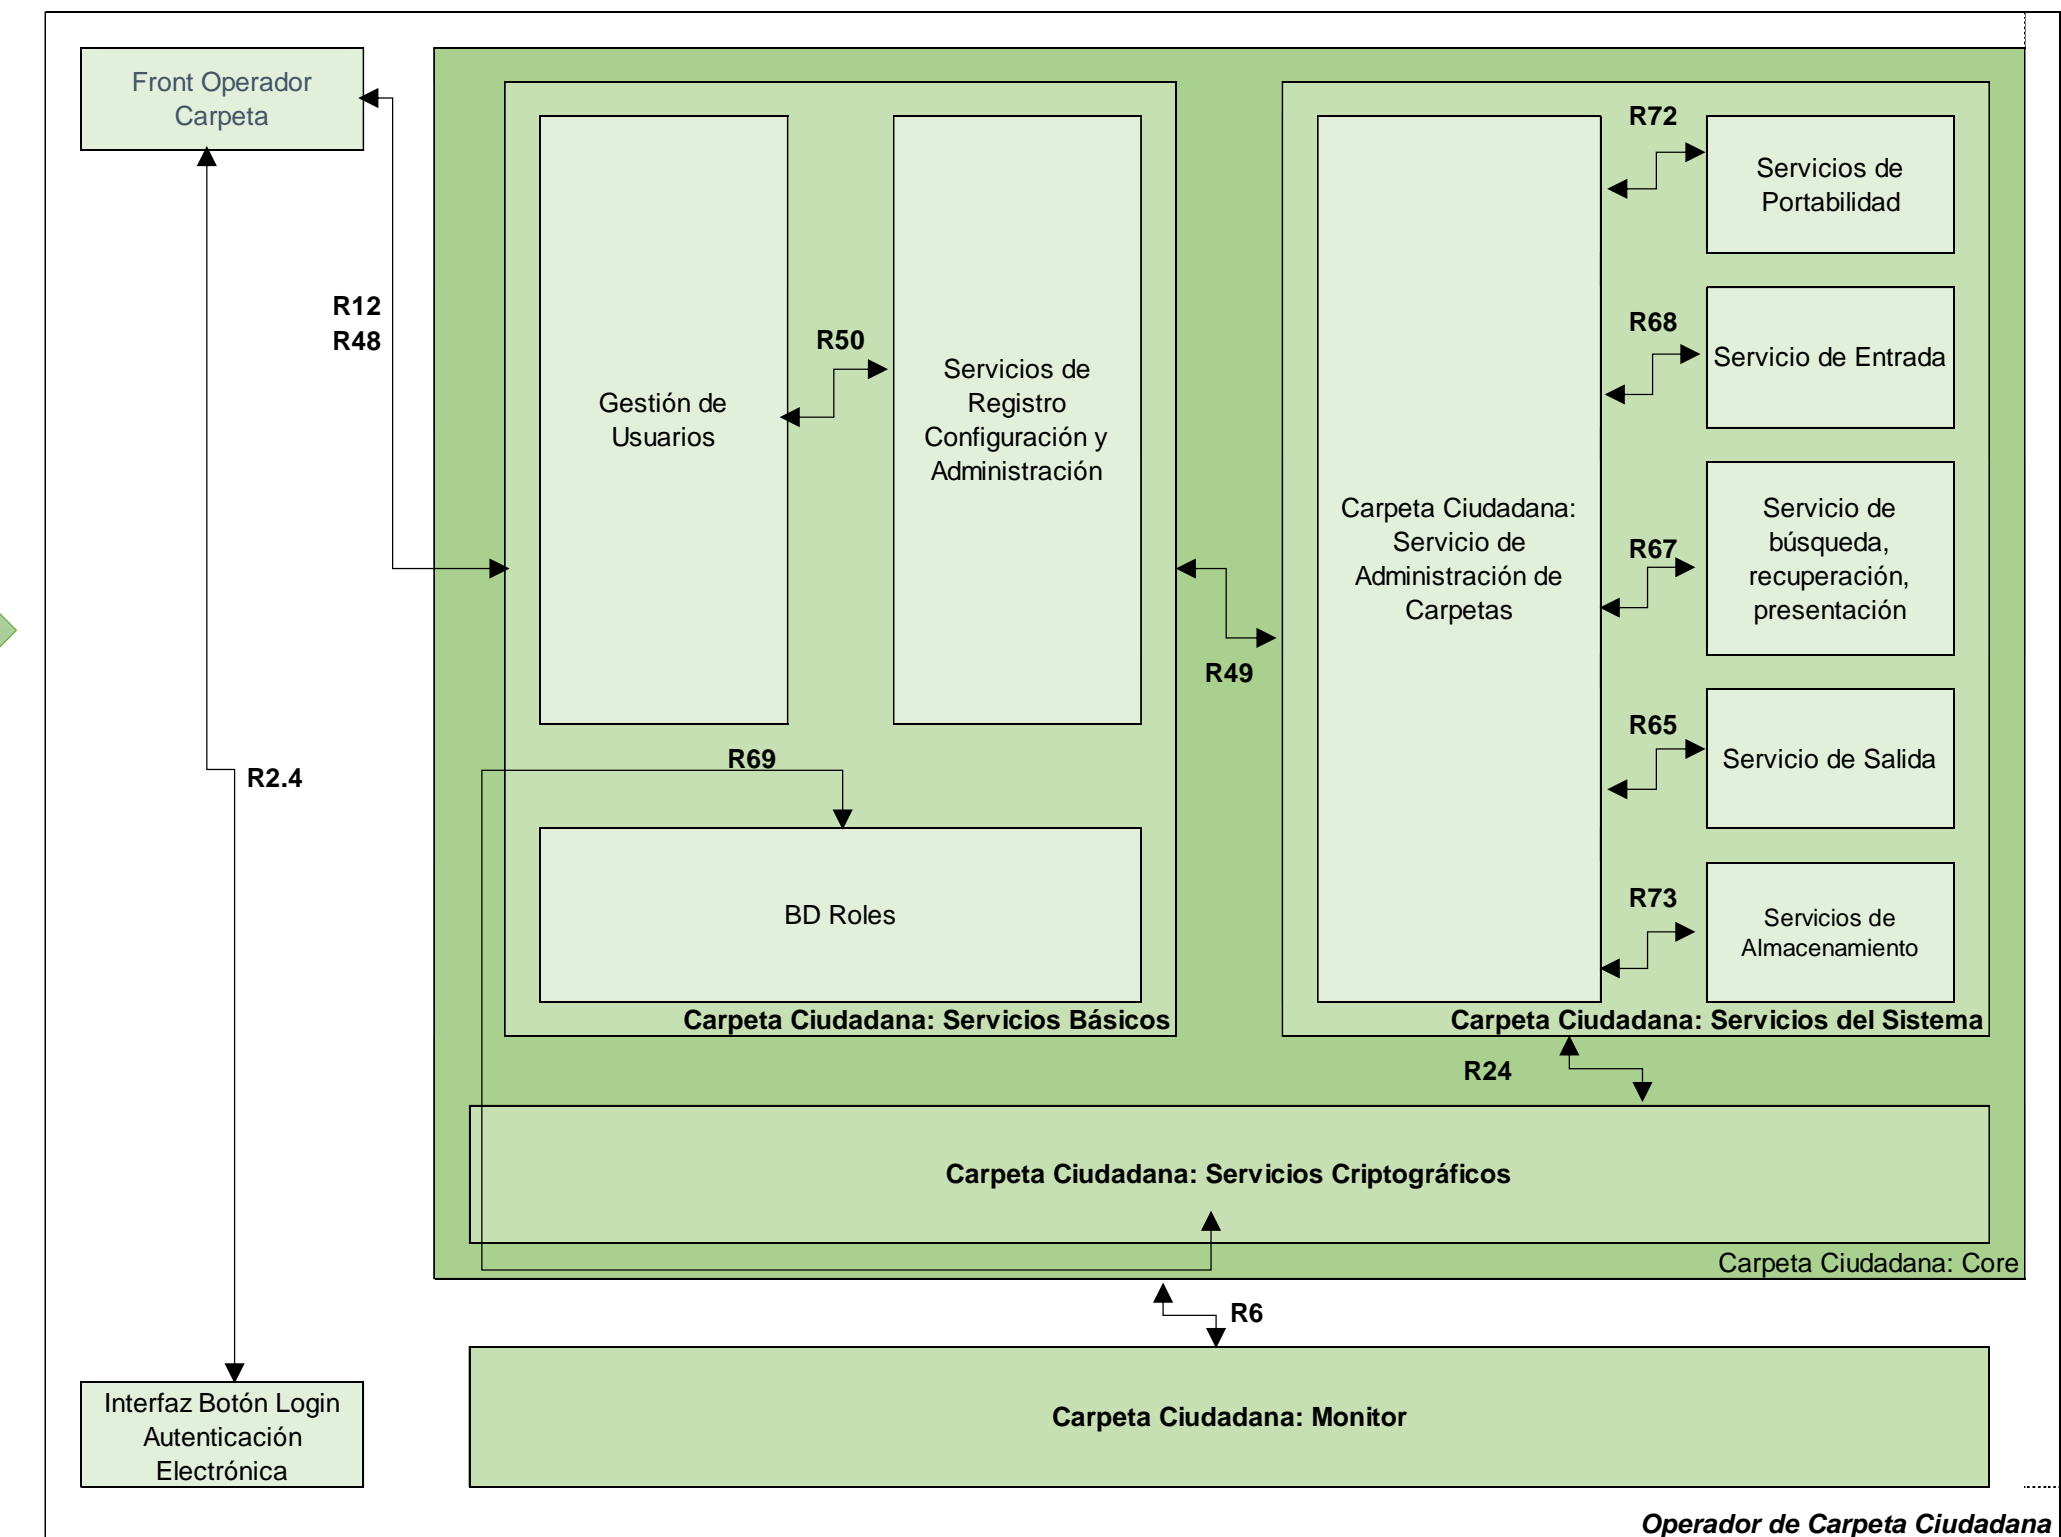 Front Operador
Carpeta
R12
R48
R2.4
Interfaz Botón Login
Autenticación
Electrónica
Gestión de
Usuarios
R50
Servicios de
Registro
Configuración y
Administración
R69
BD Roles
Carpeta Ciudadana: Servicios Básicos
R49
Carpeta Ciudadana:
Servicio de
Administración de
Carpetas
R72
Servicios de
Portabilidad
R68
Servicio de Entrada
R67
Servicio de
búsqueda,
recuperación,
presentación
R65
Servicio de Salida
R73
Servicios de
Almacenamiento
Carpeta Ciudadana: Servicios del Sistema
R24
Carpeta Ciudadana: Servicios Criptográficos
Carpeta Ciudadana: Core
R6
Carpeta Ciudadana: Monitor
Operador de Carpeta Ciudadana